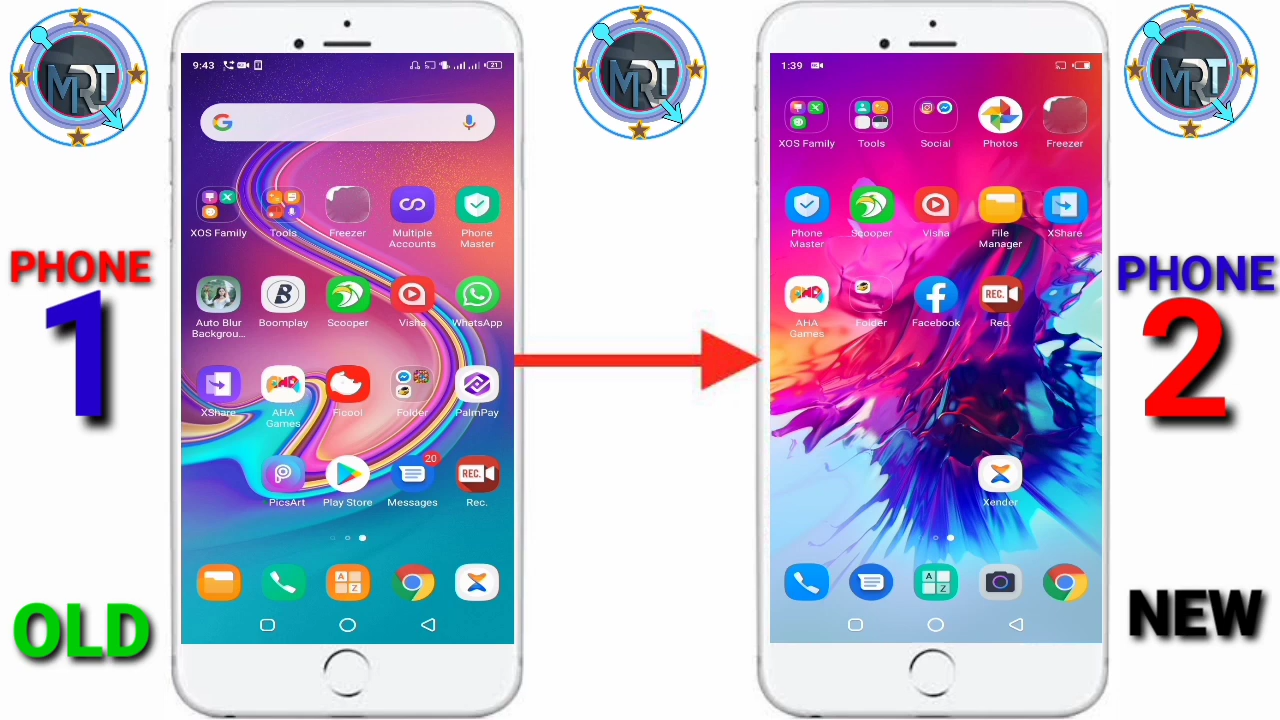 MRT
MRT
MRT
PHONE
1
OLD
9:43
21
XOS Family
Tools
Freezer
Multiple
Accounts
Phone
Master
Auto Blur
Backgrou...
Boomplay
Scooper
Visha
WhatsApp
XShare
AHA
Games
Floool
Folder
PalmPay
20
REC.
PicsArt
Play Store
Messages
Rec.
A
Z
1:39
XOS Family
Tools
Social
Photos
Freezer
Phone
Master
Scooper
Visha
File
Manager
XShare
REC.
AHA
Games
Folder
Facebook
Rec.
Xender
A
Z
PHONE
2
NEW